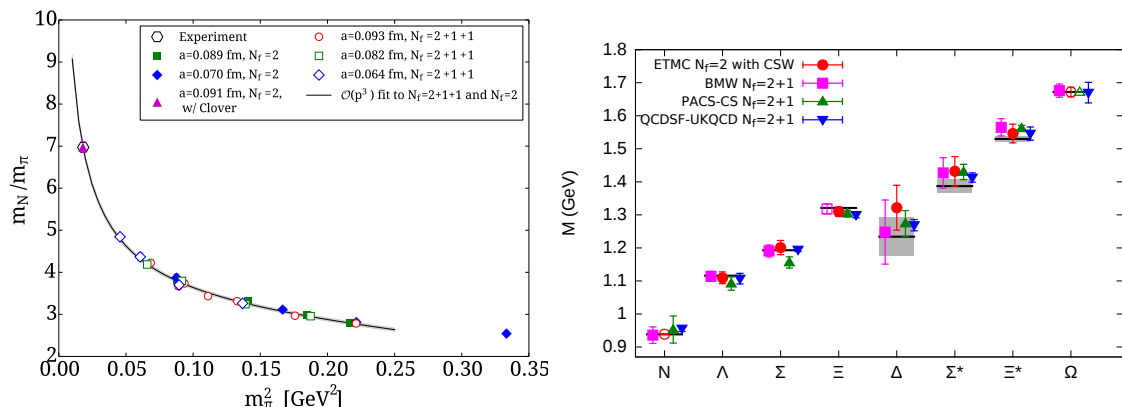 10
9
8
7
6
5
4
3
2
m_N/m_π
Experiment
a=0.089 fm, N_f=2
a=0.070 fm, N_f=2
a=0.091 fm, N_f=2,
w/ Clover
a=0.093 fm, N_f=2+1+1
a=0.082 fm, N_f=2+1+1
a=0.064 fm, N_f=2+1+1
𝒪(p³) fit to N_f=2+1+1 and N_f=2
0.00 0.05 0.10 0.15 0.20 0.25 0.30 0.35
m_π² [GeV²]
1.8
1.7
1.6
1.5
1.4
1.3
1.2
1.1
1
0.9
M (GeV)
ETMC N_f=2 with CSW
BMW N_f=2+1
PACS-CS N_f=2+1
QCDSF-UKQCD N_f=2+1
N Λ Σ Ξ Δ Σ* Ξ* Ω